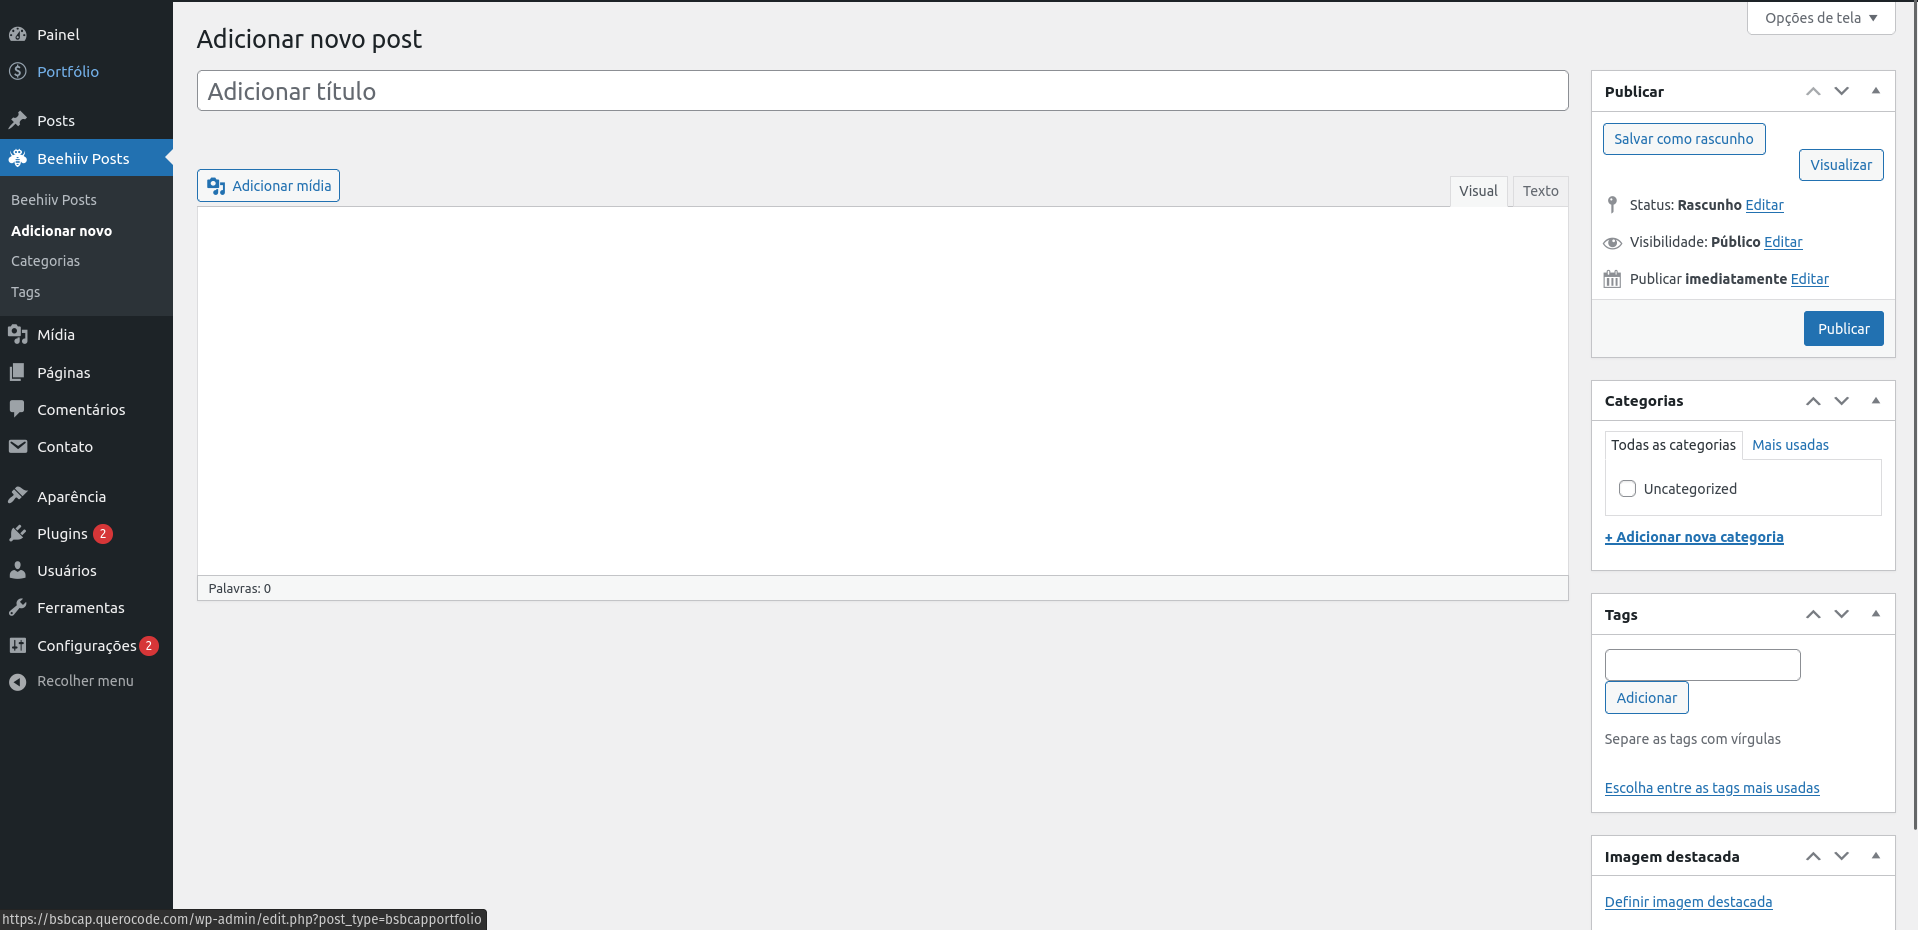 Painel
Portfólio
Posts
Beehiiv Posts
Beehiiv Posts
Adicionar novo
Categorias
Tags
Mídia
Páginas
Comentários
Contato
Aparência
Plugins 2
Usuários
Ferramentas
Configurações 2
Recolher menu
Opções de tela
Adicionar novo post
Adicionar título
Adicionar mídia
Visual
Texto
Palavras: 0
Publicar
Salvar como rascunho
Visualizar
Status: Rascunho Editar
Visibilidade: Público Editar
Publicar imediatamente Editar
Publicar
Categorias
Todas as categorias
Mais usadas
Uncategorized
+ Adicionar nova categoria
Tags
Adicionar
Separe as tags com vírgulas
Escolha entre as tags mais usadas
Imagem destacada
Definir imagem destacada
https://bsbcap.querocode.com/wp-admin/edit.php?post_type=bsbcapportfolio